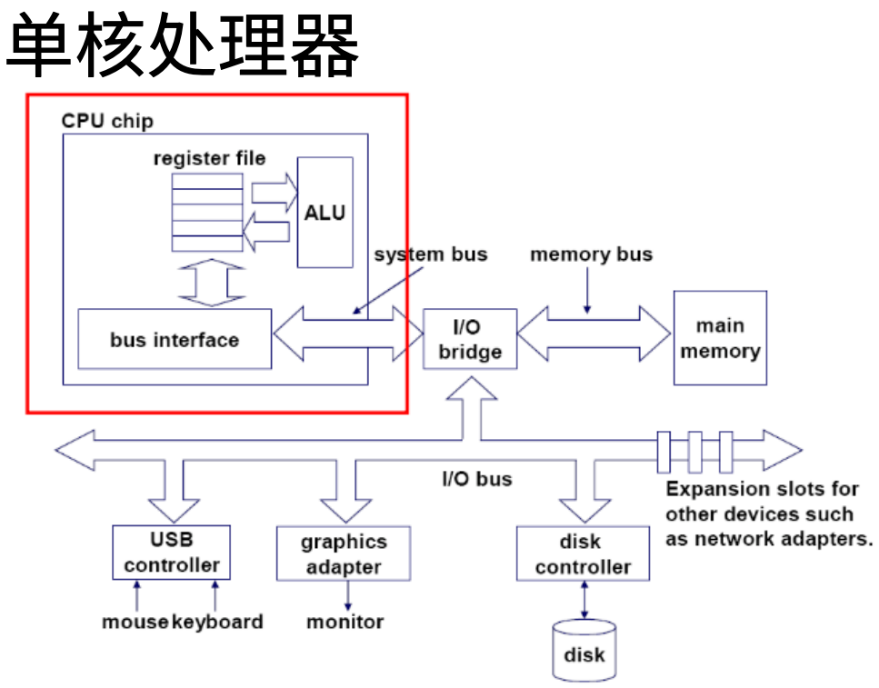 单核处理器
CPU chip
register file
ALU
system bus
memory bus
bus interface
I/O
bridge
main
memory
I/O bus
Expansion slots for
other devices such
as network adapters.
USB
controller
graphics
adapter
disk
controller
mouse keyboard
monitor
disk